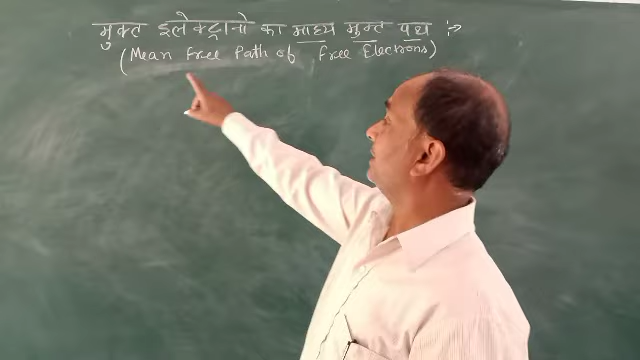 मुक्त इलेक्ट्रानो का माध्य मुक्त पथ :→
(Mean free Path of free Electrons)